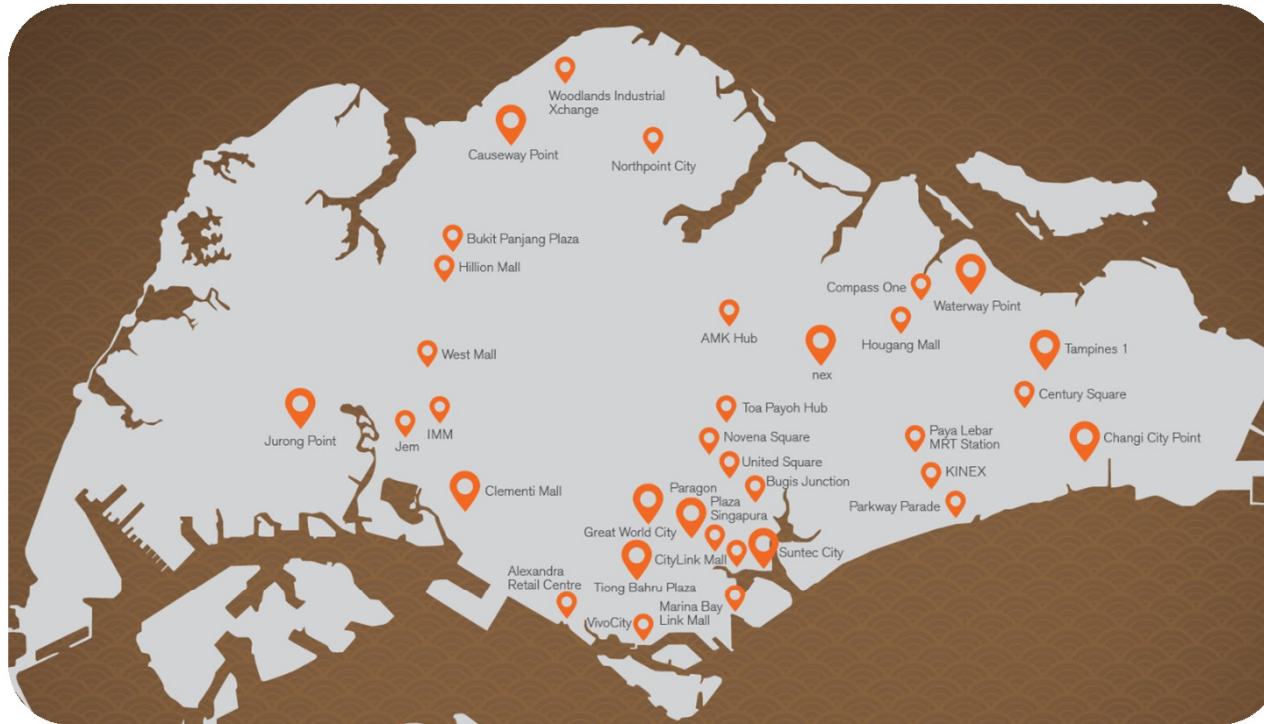 Woodlands Industrial
Xchange
Causeway Point
Northpoint City
Bukit Panjang Plaza
Hillion Mall
Compass One
Waterway Point
AMK Hub
Hougang Mall
nex
Tampines 1
West Mall
Century Square
Jurong Point
Jem
IMM
Toa Payoh Hub
Novena Square
United Square
Bugis Junction
Paya Lebar
MRT Station
Changi City Point
KINEX
Parkway Parade
Clementi Mall
Paragon
Plaza
Singapura
Great World City
CityLink Mall
Suntec City
Tiong Bahru Plaza
Alexandra
Retail Centre
VivoCity
Marina Bay
Link Mall